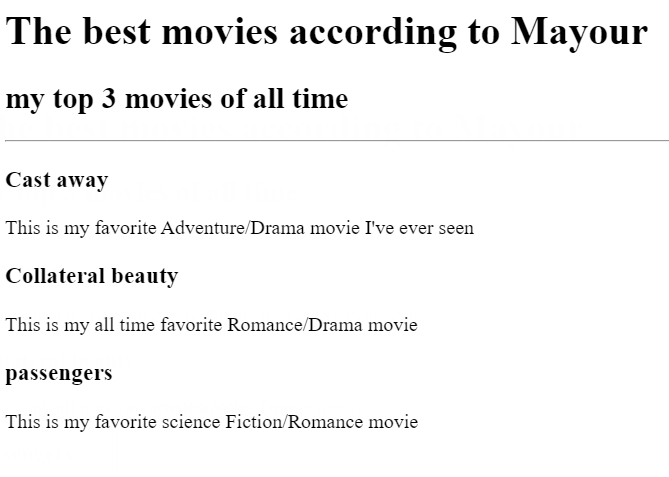 The best movies according to Mayour
my top 3 movies of all time
Cast away
This is my favorite Adventure/Drama movie I've ever seen
Collateral beauty
This is my all time favorite Romance/Drama movie
passengers
This is my favorite science Fiction/Romance movie